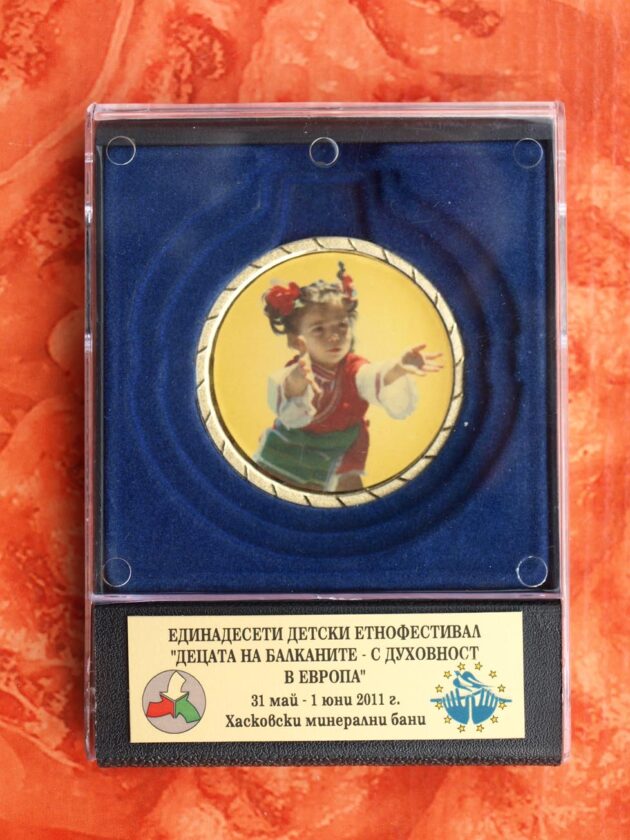 ЕДИНАДЕСЕТИ ДЕТСКИ ЕТНОФЕСТИВАЛ
"ДЕЦАТА НА БАЛКАНИТЕ - С ДУХОВНОСТ
В ЕВРОПА"
31 май - 1 юни 2011 г.
Хасковски минерални бани